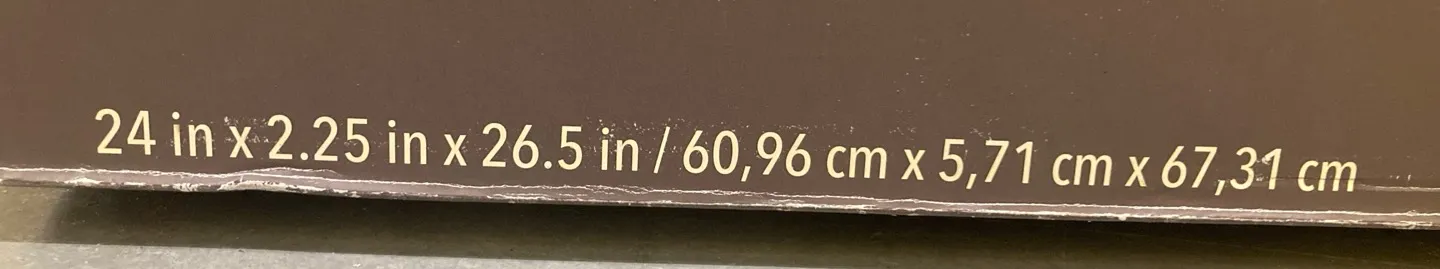 24 in x 2.25 in x 26.5 in / 60,96 cm x 5,71 cm x 67,31 cm